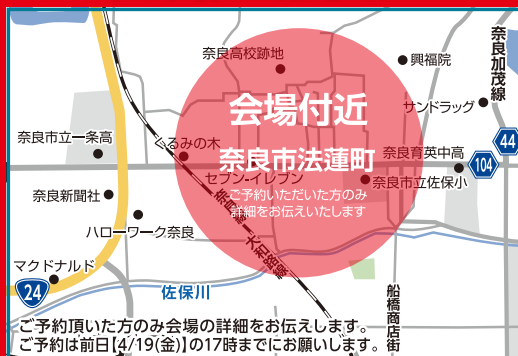 奈良高校跡地
興福院
奈良加茂線
会場付近
サンドラッグ
44
奈良市立一条高
くるみの木
奈良市法蓮町
奈良育英中高
104
セブン-イレブン
奈良市立佐保小
奈良新聞社
ご予約いただいた方のみ
詳細をお伝えいたします
ハローワーク奈良
奈良線・大和路線
マクドナルド
24
佐保川
船橋商店街
ご予約頂いた方のみ会場の詳細をお伝えします。
ご予約は前日【4/19(金)】の17時までにお願いします。